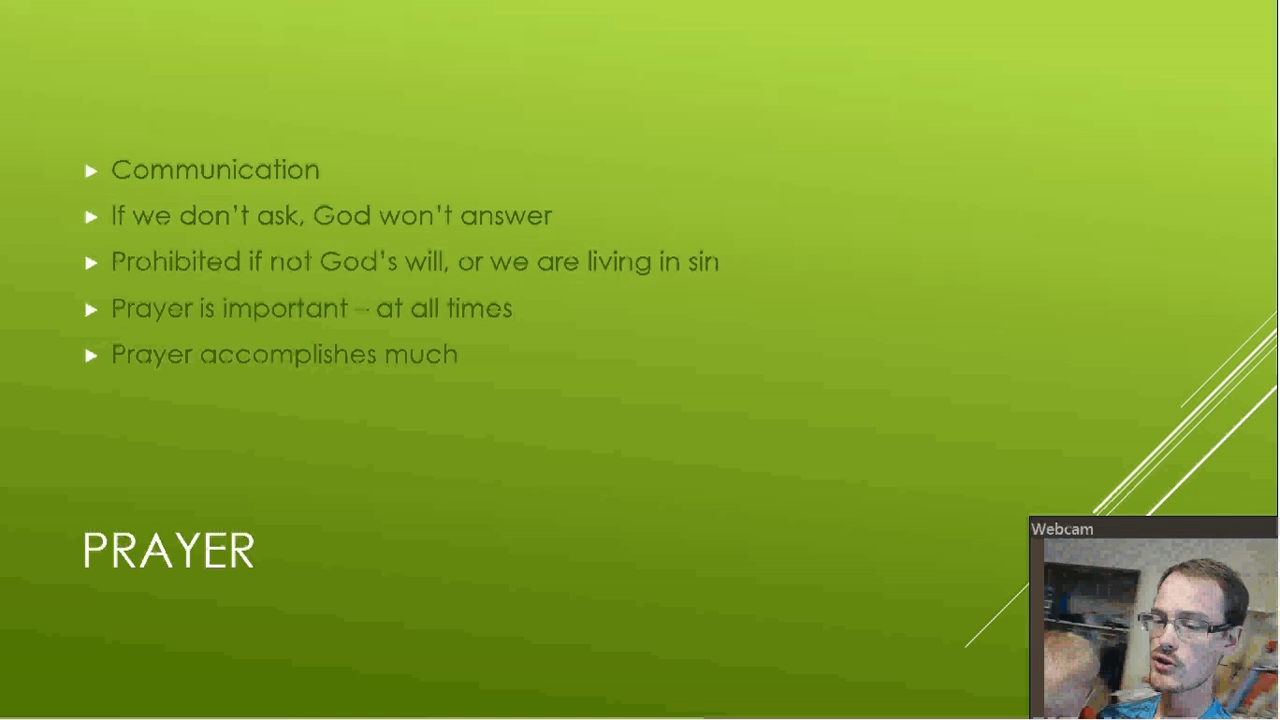 Communication
If we don't ask, God won't answer
Prohibited if not God's will, or we are living in sin
Prayer is important – at all times
Prayer accomplishes much
PRAYER
Webcam